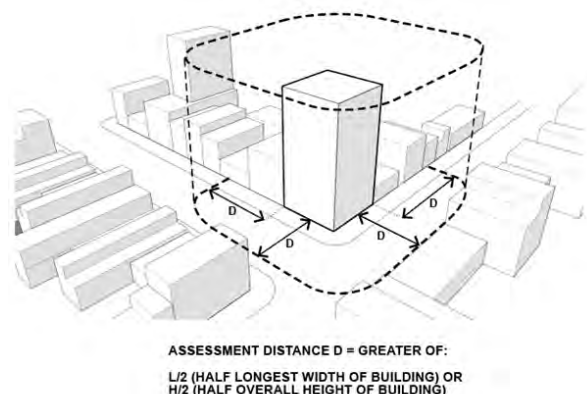 D
D
D
D
ASSESSMENT DISTANCE D = GREATER OF:
L/2 (HALF LONGEST WIDTH OF BUILDING) OR
H/2 (HALF OVERALL HEIGHT OF BUILDING)